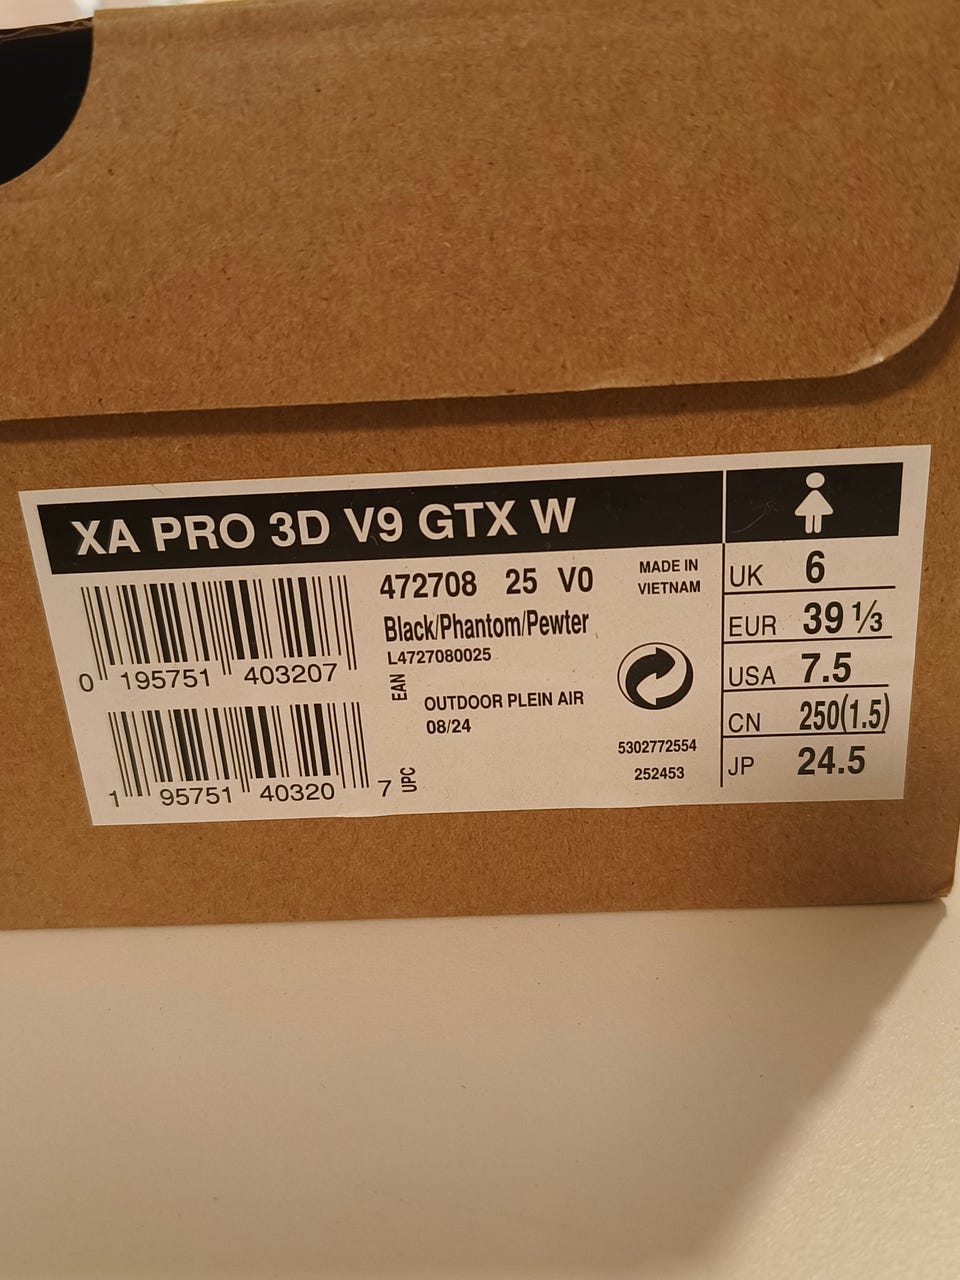 XA PRO 3D V9 GTX W
472708 25 V0
MADE IN
VIETNAM
Black/Phantom/Pewter
L4727080025
EAN
0 195751 403207
OUTDOOR PLEIN AIR
08/24
5302772554
252453
1 95751 40320 7
UPC
UK 6
EUR 39 1/3
USA 7.5
CN 250(1.5)
JP 24.5